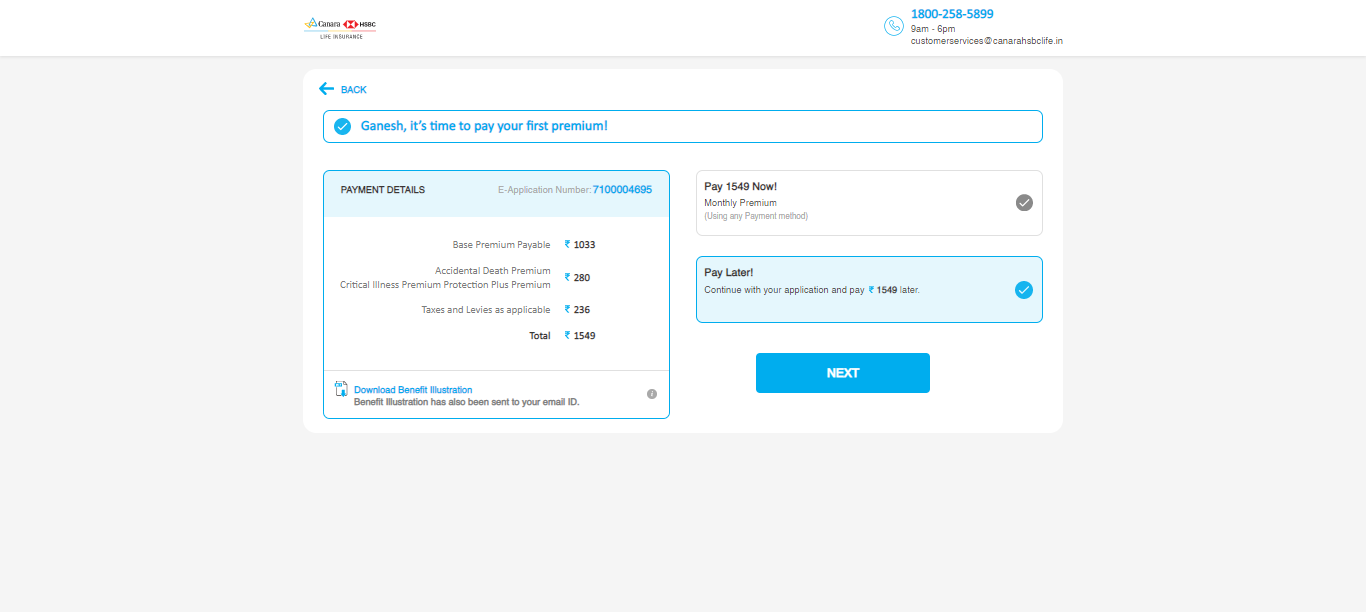 Canara HSBC
LIFE INSURANCE
1800-258-5899
9am - 6pm
customerservices@canarahsbclife.in
BACK
Ganesh, it's time to pay your first premium!
PAYMENT DETAILS
E-Application Number: 7100004695
Base Premium Payable ₹ 1033
Accidental Death Premium
Critical Illness Premium Protection Plus Premium ₹ 280
Taxes and Levies as applicable ₹ 236
Total ₹ 1549
Download Benefit Illustration
Benefit Illustration has also been sent to your email ID.
Pay 1549 Now!
Monthly Premium
(Using any Payment method)
Pay Later!
Continue with your application and pay ₹ 1549 later.
NEXT